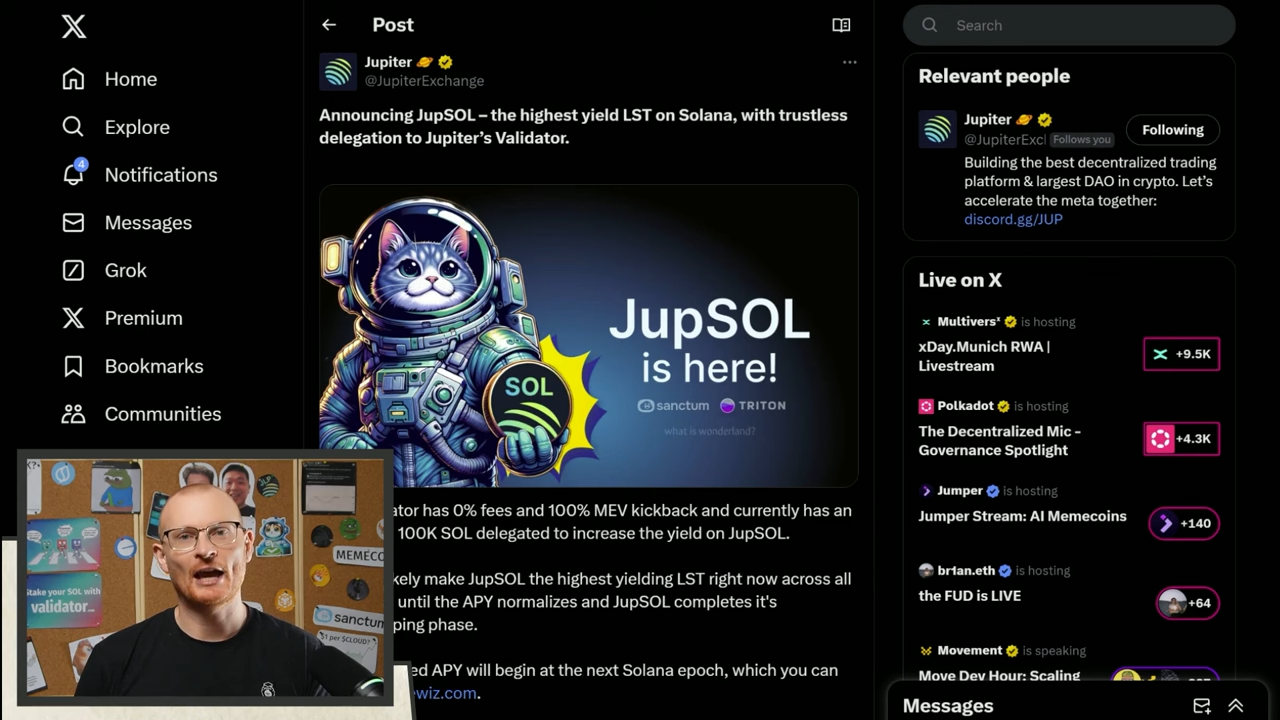 Home
Explore
4
Notifications
Messages
Grok
Premium
Bookmarks
Communities
Post
Jupiter
@JupiterExchange
Announcing JupSOL – the highest yield LST on Solana, with trustless
delegation to Jupiter's Validator.
SOL
JupSOL
is here!
sanctum TRITON
what is wonderland?
ator has 0% fees and 100% MEV kickback and currently has an
100K SOL delegated to increase the yield on JupSOL.
kely make JupSOL the highest yielding LST right now across all
until the APY normalizes and JupSOL completes it's
ping phase.
ed APY will begin at the next Solana epoch, which you can
ewiz.com.
Stake your SOL with
validator
MEMECO
sanctu
$1 per $CLOUD?
Search
Relevant people
Jupiter
@JupiterExcl Follows you
Following
Building the best decentralized trading
platform & largest DAO in crypto. Let's
accelerate the meta together:
discord.gg/JUP
Live on X
Multiversˣ is hosting
xDay.Munich RWA |
Livestream
+9.5K
Polkadot is hosting
The Decentralized Mic -
Governance Spotlight
+4.3K
Jumper is hosting
Jumper Stream: AI Memecoins
+140
br1an.eth is hosting
the FUD is LIVE
+64
Movement is speaking
Move Dev Hour: Scaling
Messages